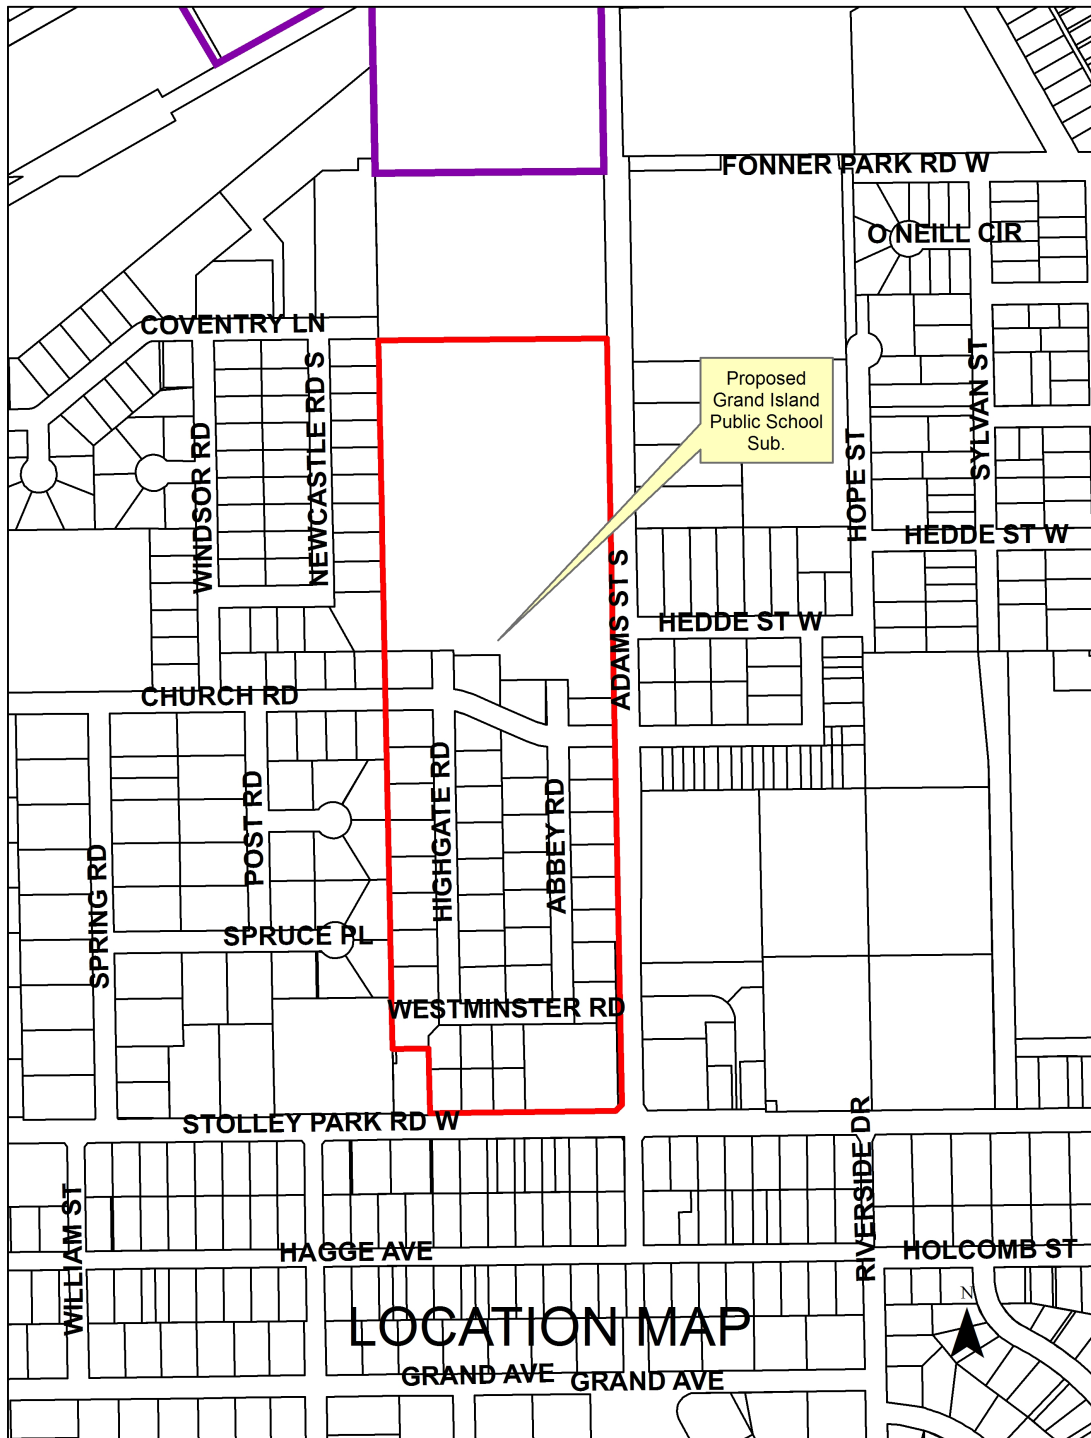 FONNER PARK RD W
O NEILL CIR
COVENTRY LN
NEWCASTLE RD S
WINDSOR RD
Proposed
Grand Island
Public School
Sub.
SYLVAN ST
HOPE ST
HEDDE ST W
ADAMS ST S
HEDDE ST W
CHURCH RD
HIGHGATE RD
POST RD
ABBEY RD
SPRING RD
SPRUCE PL
WESTMINSTER RD
STOLLEY PARK RD W
RIVERSIDE DR
WILLIAM ST
HAGGE AVE
HOLCOMB ST
N
LOCATION MAP
GRAND AVE
GRAND AVE